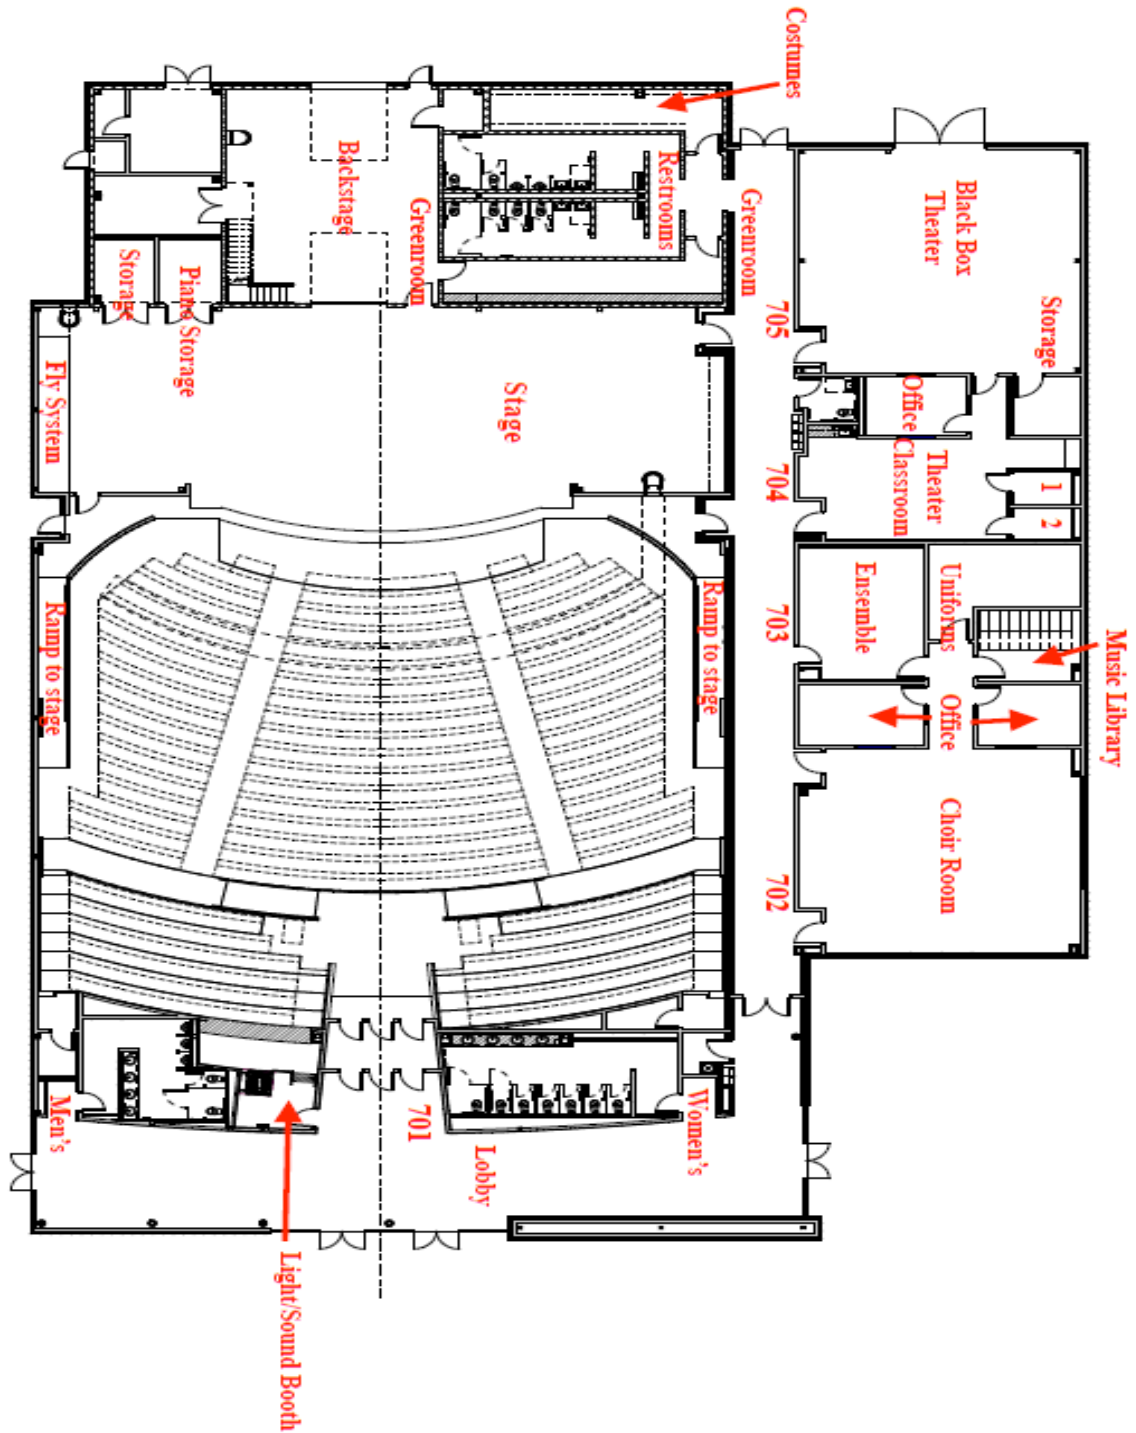 Music Library
Black Box
Theater
Storage
Office
Theater
Classroom
1
2
Uniforms
Ensemble
Office
Choir Room
705
704
703
702
Costumes
Greenroom
Restrooms
Greenroom
Backstage
Piano Storage
Storage
Stage
Fly System
Ramp to stage
Ramp to stage
Women's
Lobby
701
Men's
Light/Sound Booth